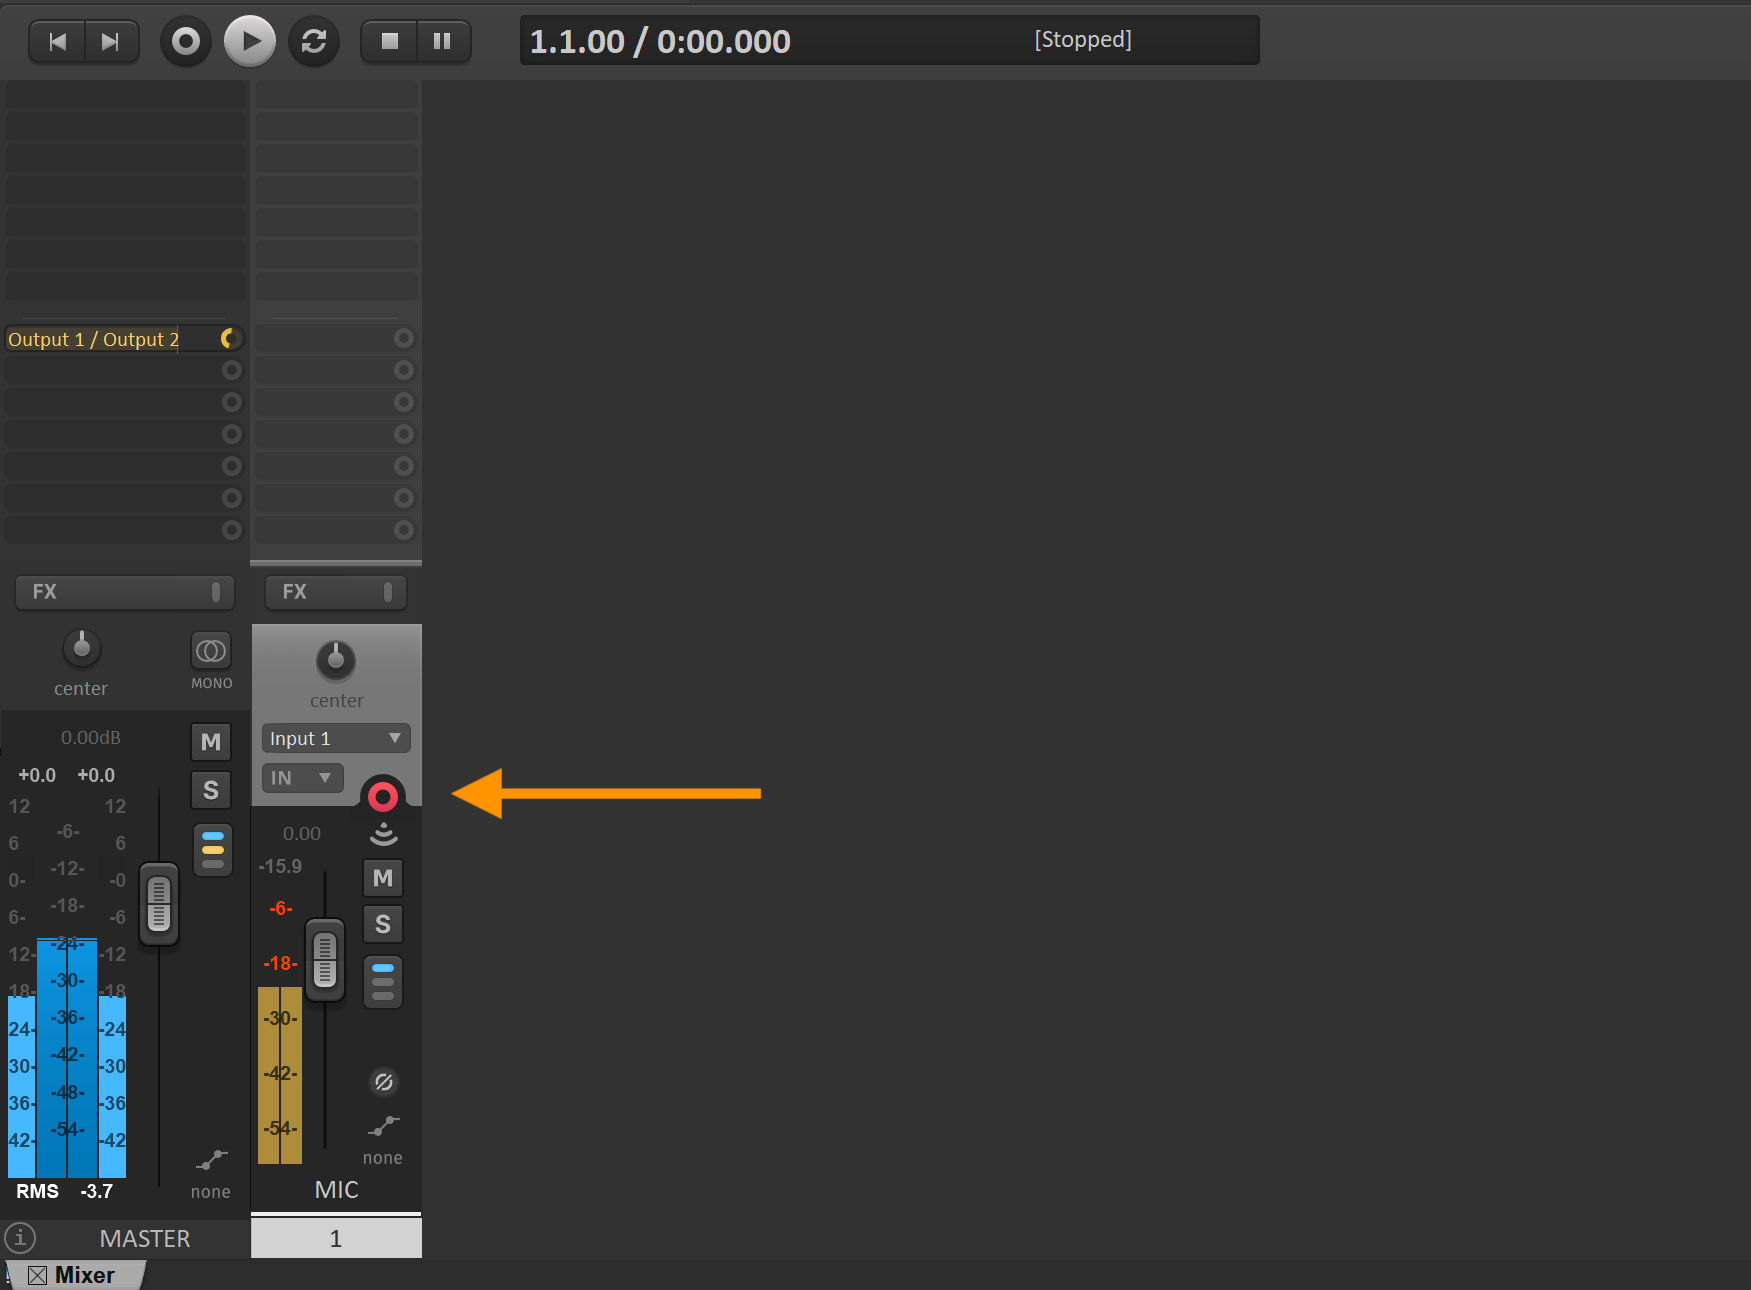 1.1.00 / 0:00.000 [Stopped]
Output 1 / Output 2
FX
FX
center
MONO
center
0.00dB
M
Input 1
+0.0 +0.0
S
IN
12 12
-6-
6 6
-12-
0- -0
-18-
6- -6
-24-
12- -12
-30-
18- -18
-36-
24- -24
-42-
30- -30
-48-
36- -36
-54-
42- -42
RMS -3.7
none
0.00
-15.9
M
-6-
S
-18-
-30-
-42-
-54-
none
MIC
i MASTER
1
Mixer